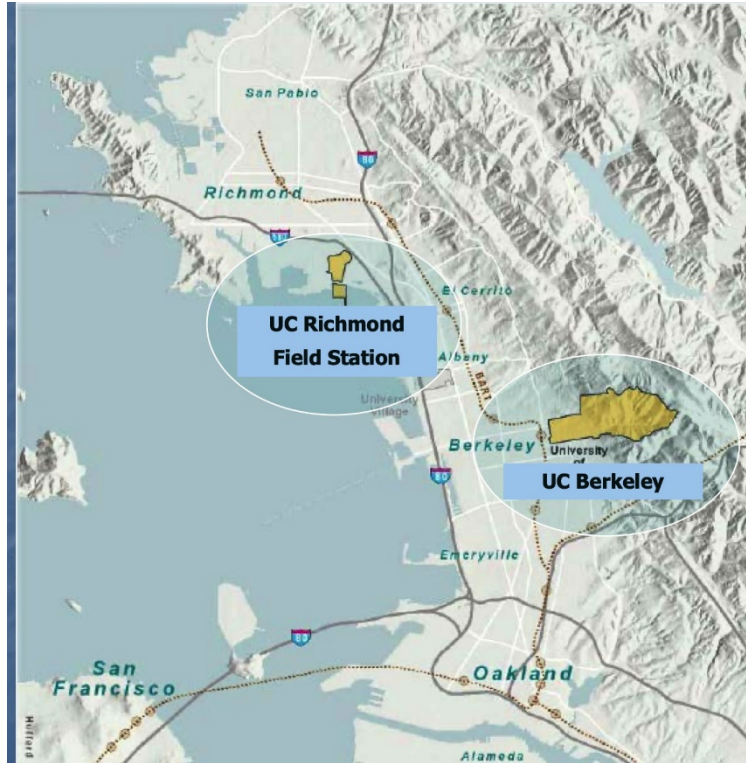 San Pablo
80
Richmond
580
El Cerrito
UC Richmond
Field Station
Albany
BART
University
Village
Berkeley
University
of
UC Berkeley
80
Emeryville
80
San
Francisco
Oakland
Alameda